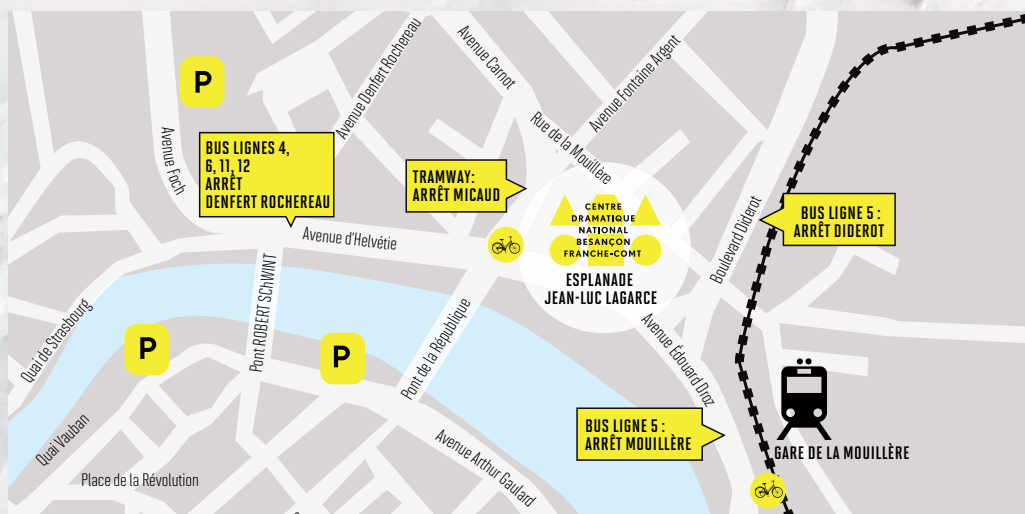 Avenue Denfert Rochereau
Avenue Carnot
Avenue Fontaine Argent
P
Avenue Foch
BUS LIGNES 4,
6, 11, 12
ARRÊT
DENFERT ROCHEREAU
TRAMWAY:
ARRÊT MICAUD
Rue de la Mouillère
CENTRE
DRAMATIQUE
NATIONAL
BESANÇON
FRANCHE-COMT
ESPLANADE
JEAN-LUC LAGARCE
BUS LIGNE 5 :
ARRÊT DIDEROT
Boulevard Diderot
Avenue d'Helvétie
Quai de Strasbourg
Pont ROBERT SCHWINT
Pont de la République
Avenue Édouard Droz
P
P
BUS LIGNE 5 :
ARRÊT MOUILLÈRE
GARE DE LA MOUILLÈRE
Quai Vauban
Avenue Arthur Gaulard
Place de la Révolution